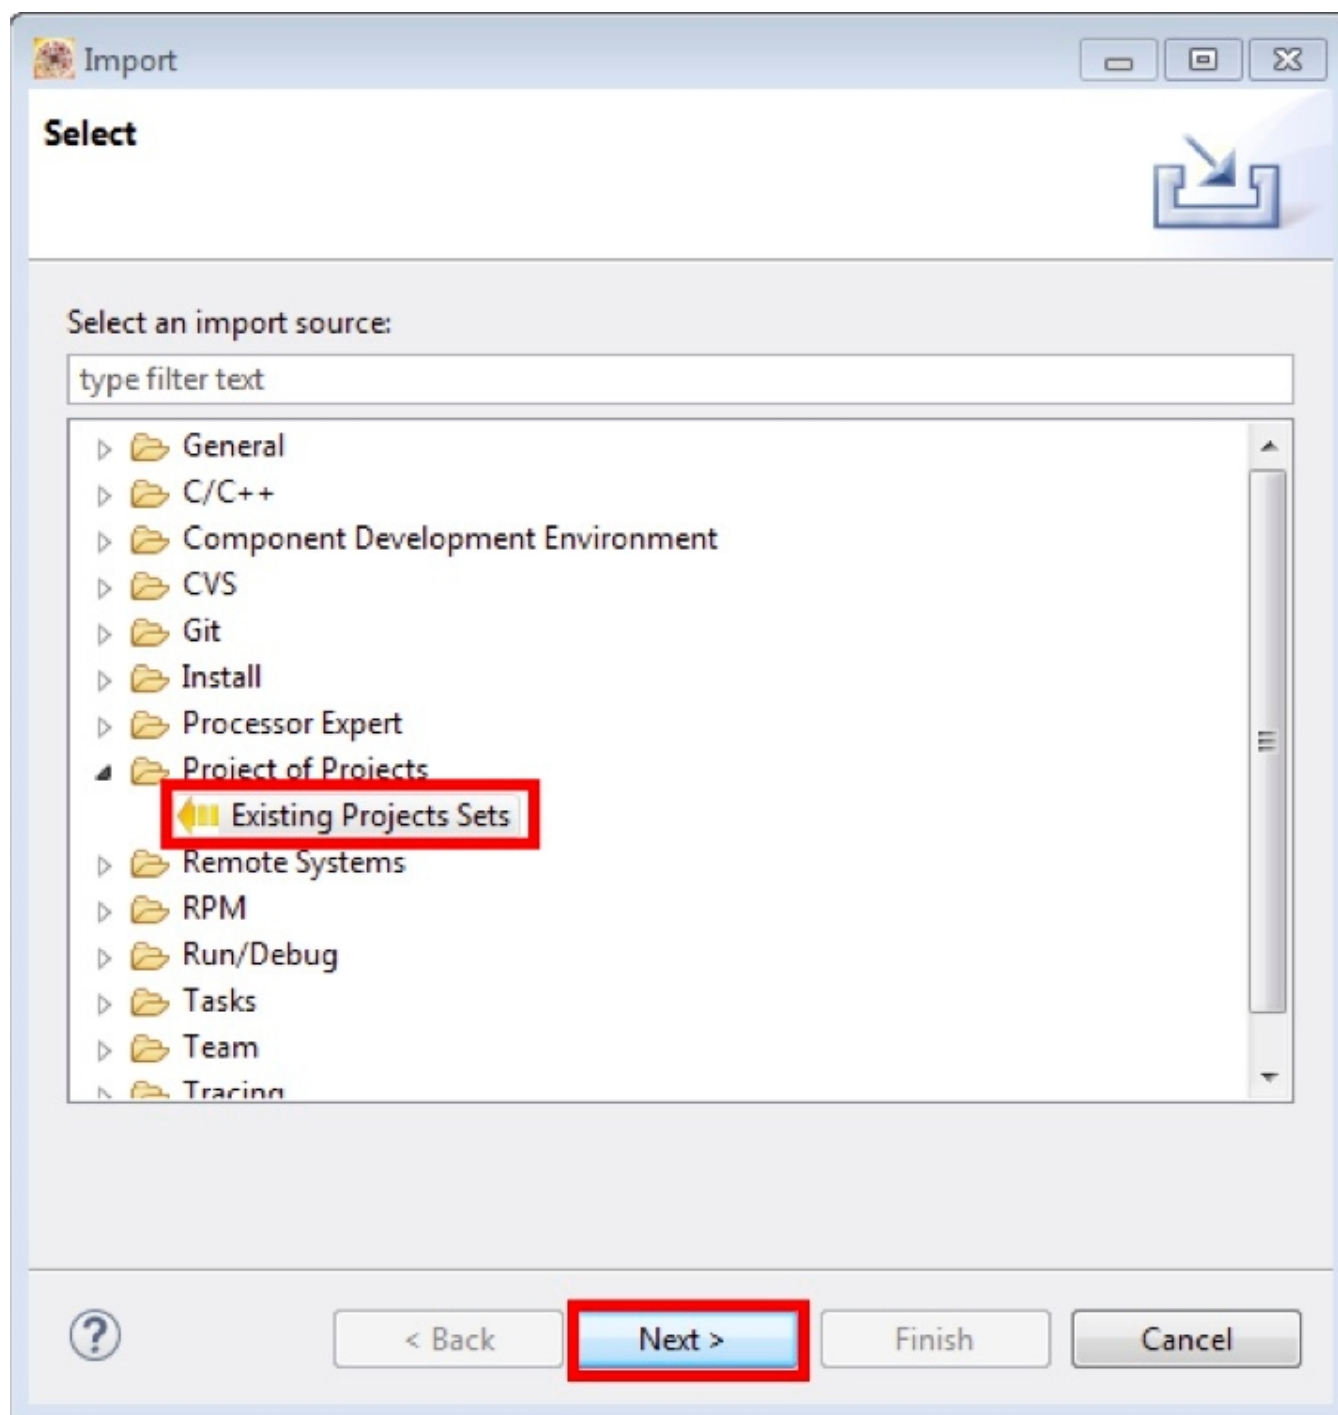 Import
Select
Select an import source:
type filter text
General
C/C++
Component Development Environment
CVS
Git
Install
Processor Expert
Project of Projects
Existing Projects Sets
Remote Systems
RPM
Run/Debug
Tasks
Team
Tracing
? < Back Next > Finish Cancel